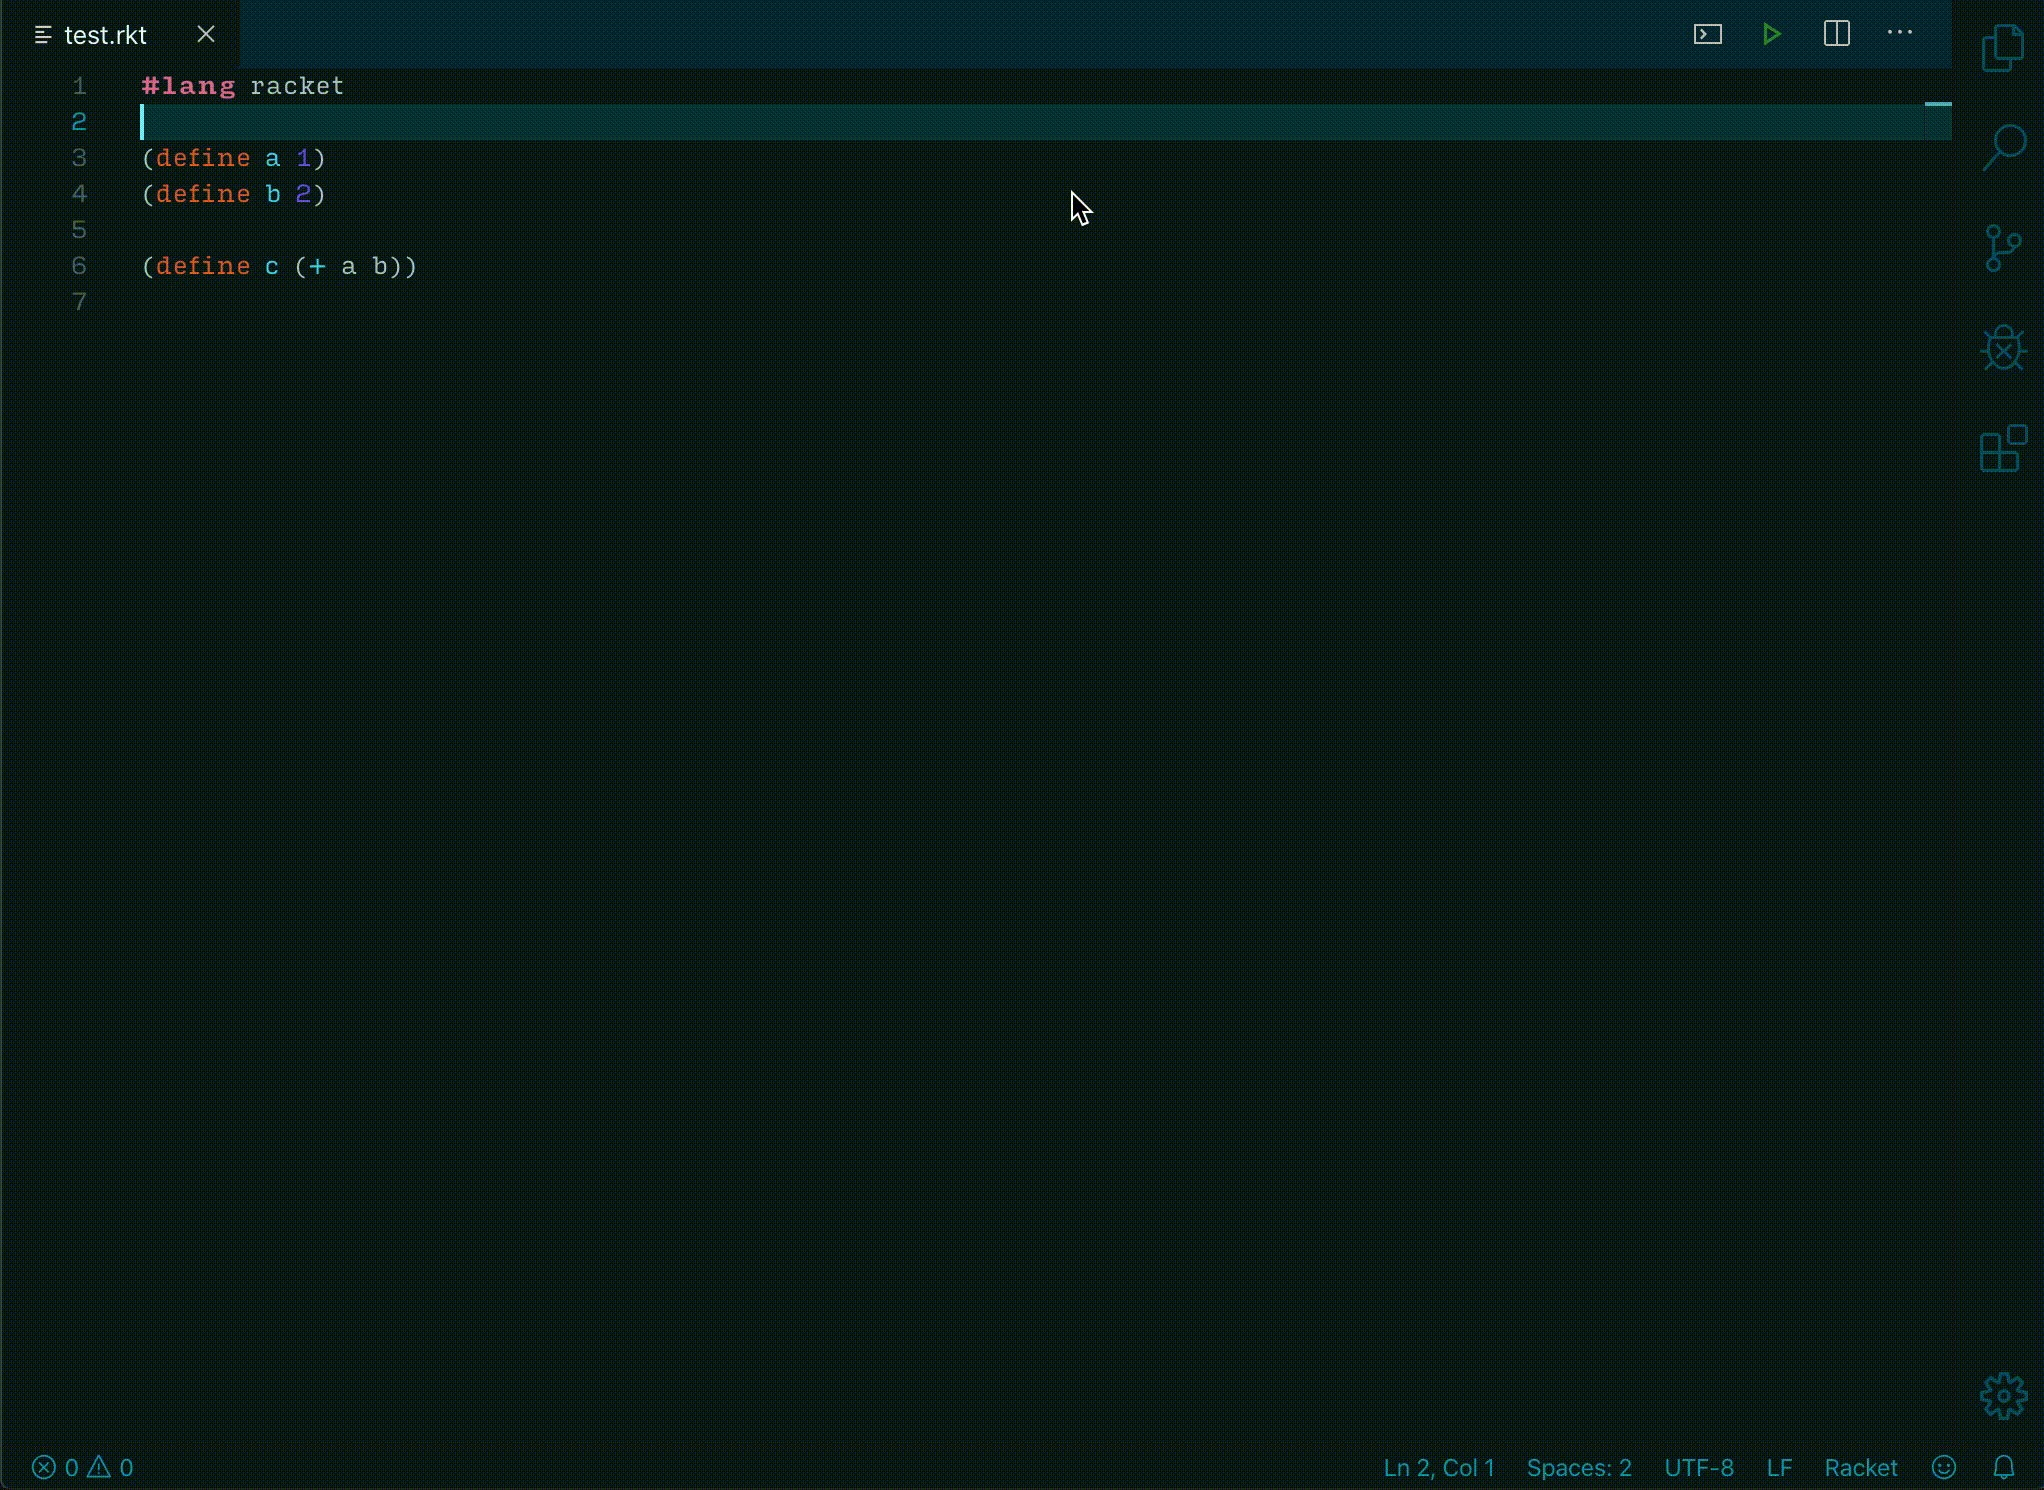 test.rkt
1 #lang racket
2
3 (define a 1)
4 (define b 2)
5
6 (define c (+ a b))
7
0 0 Ln 2, Col 1 Spaces: 2 UTF-8 LF Racket